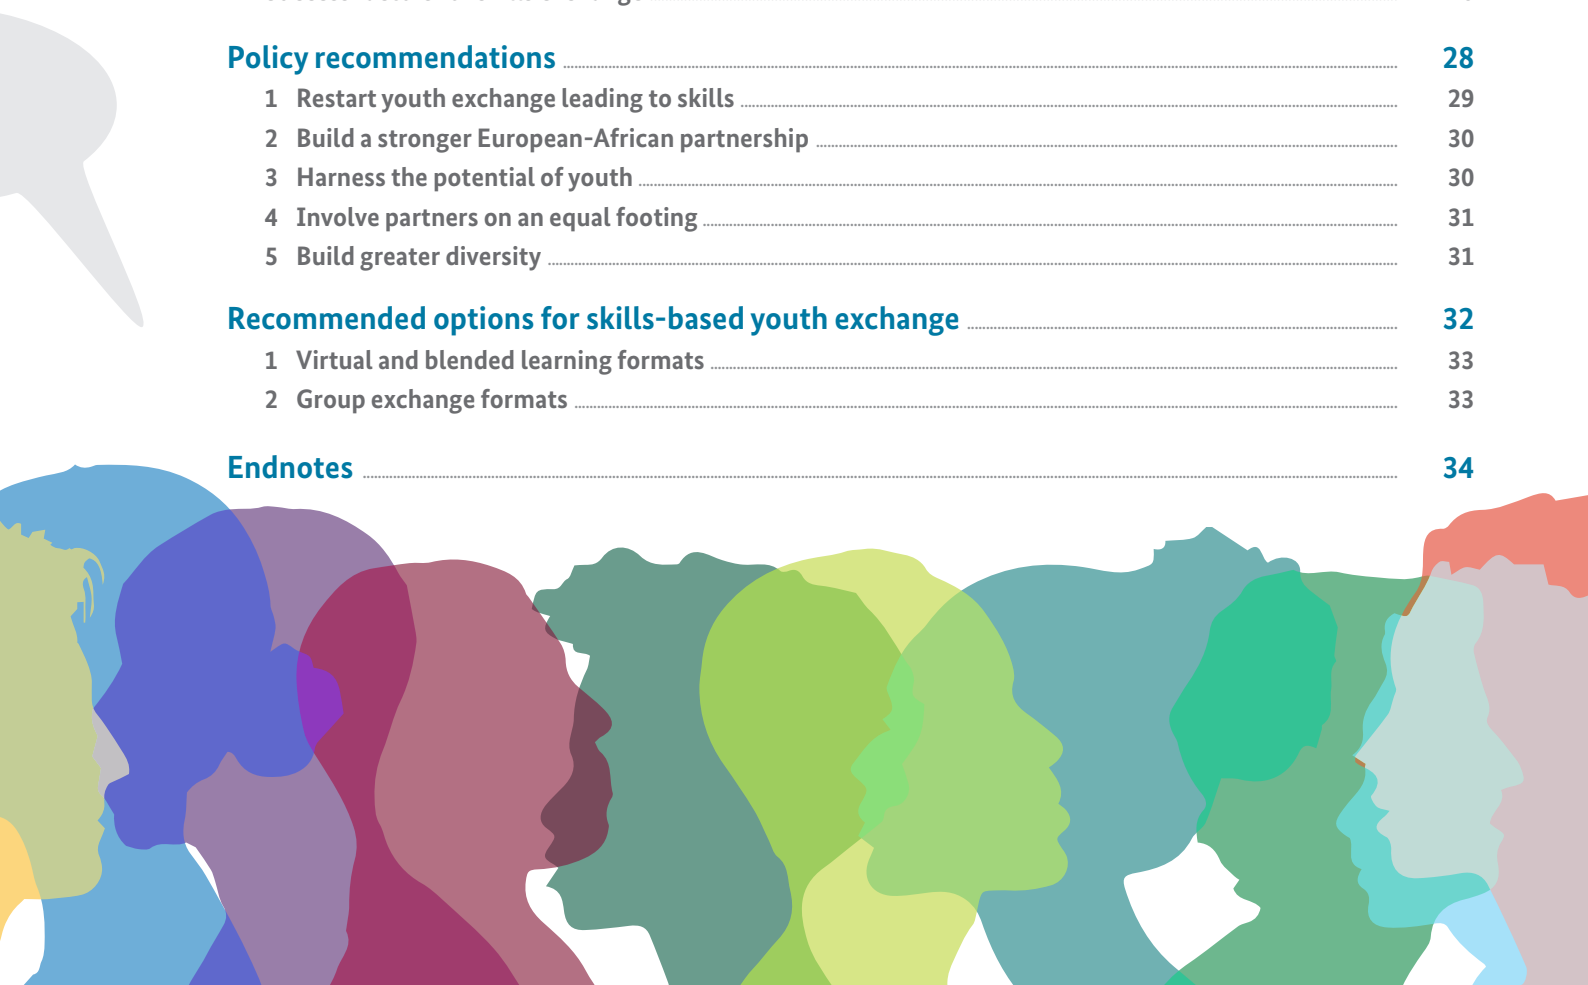 Policy recommendations 28
1 Restart youth exchange leading to skills 29
2 Build a stronger European-African partnership 30
3 Harness the potential of youth 30
4 Involve partners on an equal footing 31
5 Build greater diversity 31
Recommended options for skills-based youth exchange 32
1 Virtual and blended learning formats 33
2 Group exchange formats 33
Endnotes 34